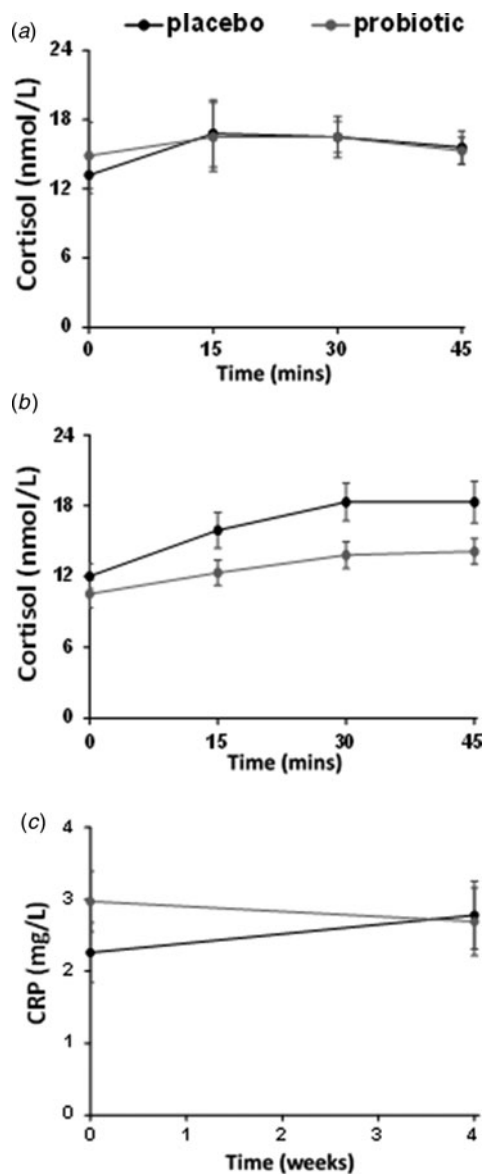 (a) placebo probiotic
24
18
12
6
0
Cortisol (nmol/L)
0 15 30 45
Time (mins)
(b)
24
18
12
6
0
Cortisol (nmol/L)
0 15 30 45
Time (mins)
(c)
4
3
2
1
0
CRP (mg/L)
0 1 2 3 4
Time (weeks)